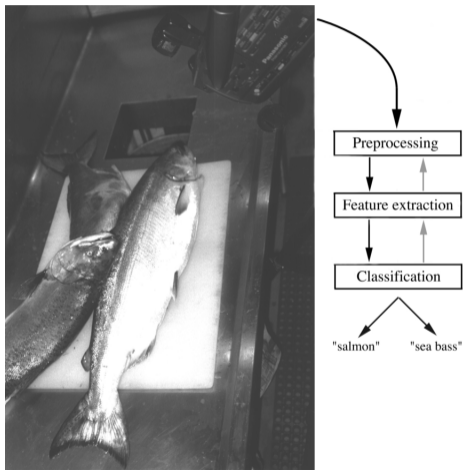 Preprocessing
Feature extraction
Classification
"salmon"
"sea bass"